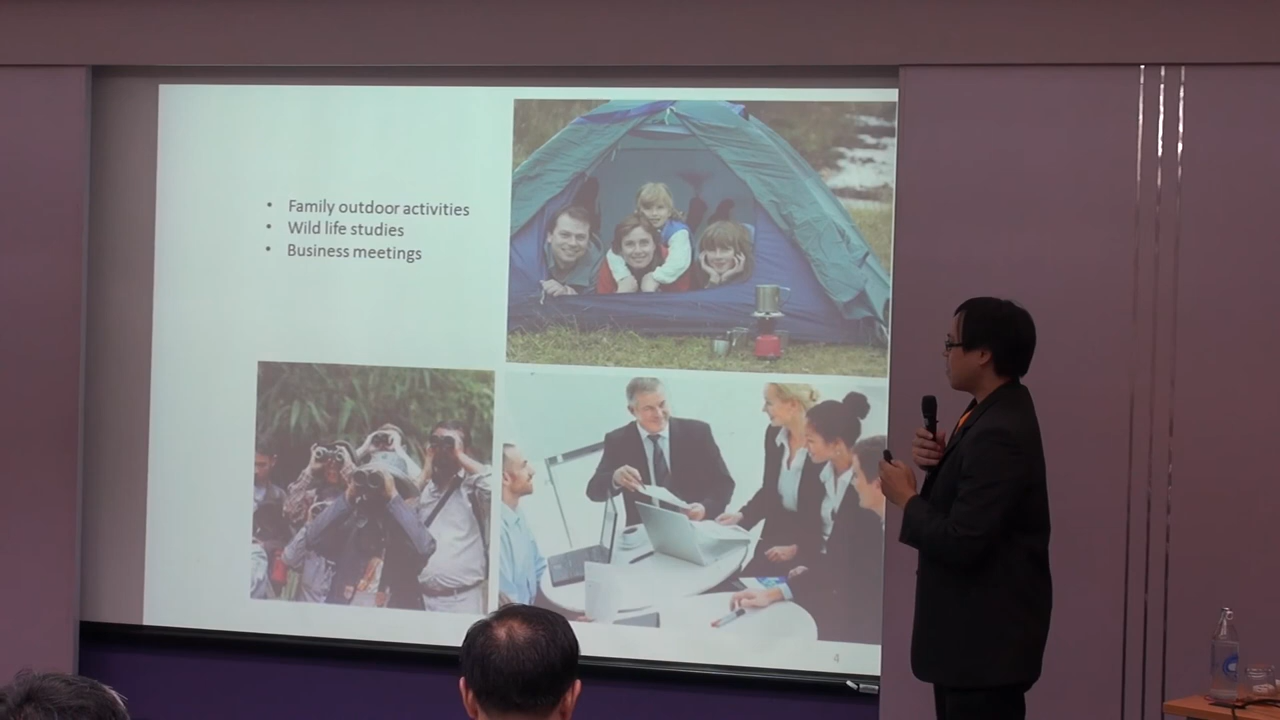 • Family outdoor activities
• Wild life studies
• Business meetings
4